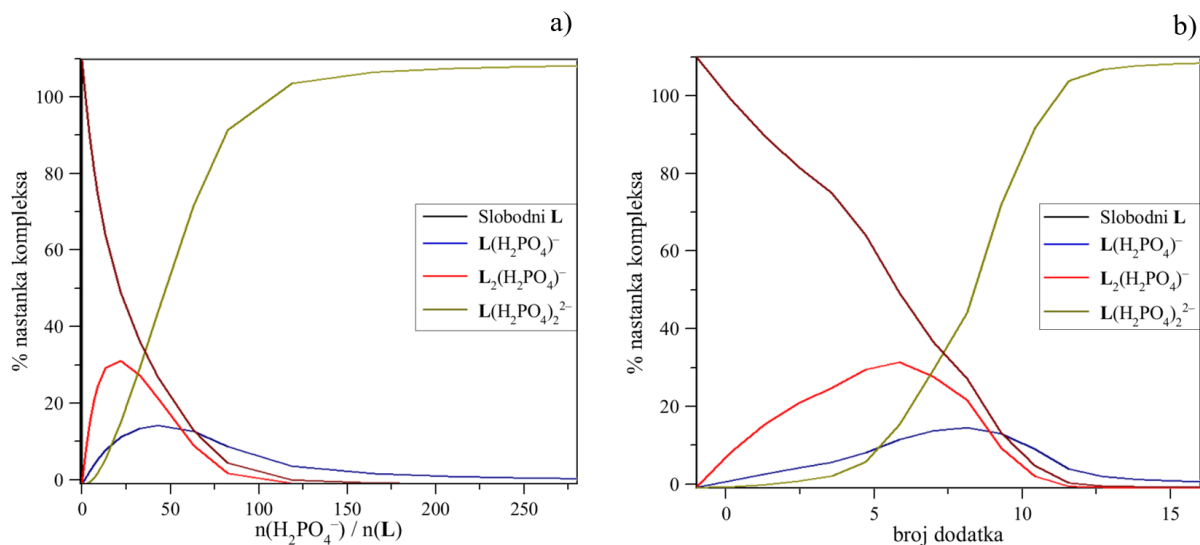 a)
% nastanka kompleksa
100
80
60
40
20
0
0 50 100 150 200 250
n(H₂PO₄⁻) / n(L)
Slobodni L
L(H₂PO₄)⁻
L₂(H₂PO₄)⁻
L(H₂PO₄)₂²⁻
b)
% nastanka kompleksa
100
80
60
40
20
0
0 5 10 15
broj dodatka
Slobodni L
L(H₂PO₄)⁻
L₂(H₂PO₄)⁻
L(H₂PO₄)₂²⁻